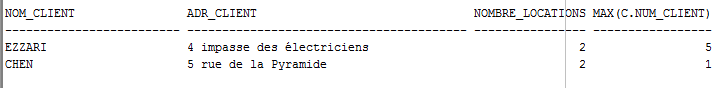 NOM_CLIENT ADR_CLIENT NOMBRE_LOCATIONS MAX(C.NUM_CLIENT)
------------------------- ---------------------------------------- ---------------- -----------------
EZZARI 4 impasse des électriciens 2 5
CHEN 5 rue de la Pyramide 2 1